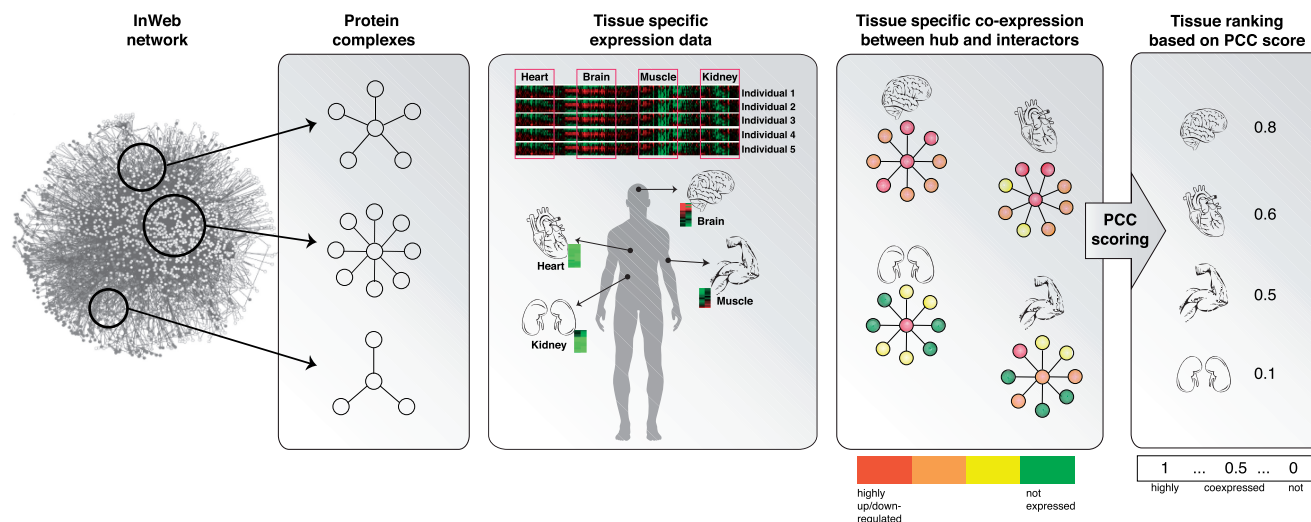 InWeb
network
Protein
complexes
Tissue specific
expression data
Tissue specific co-expression
between hub and interactors
Tissue ranking
based on PCC score
Heart
Brain
Muscle
Kidney
Individual 1
Individual 2
Individual 3
Individual 4
Individual 5
Brain
Heart
Muscle
Kidney
PCC
scoring
0.8
0.6
0.5
0.1
highly
up/down-
regulated
not
expressed
1 ... 0.5 ... 0
highly coexpressed not